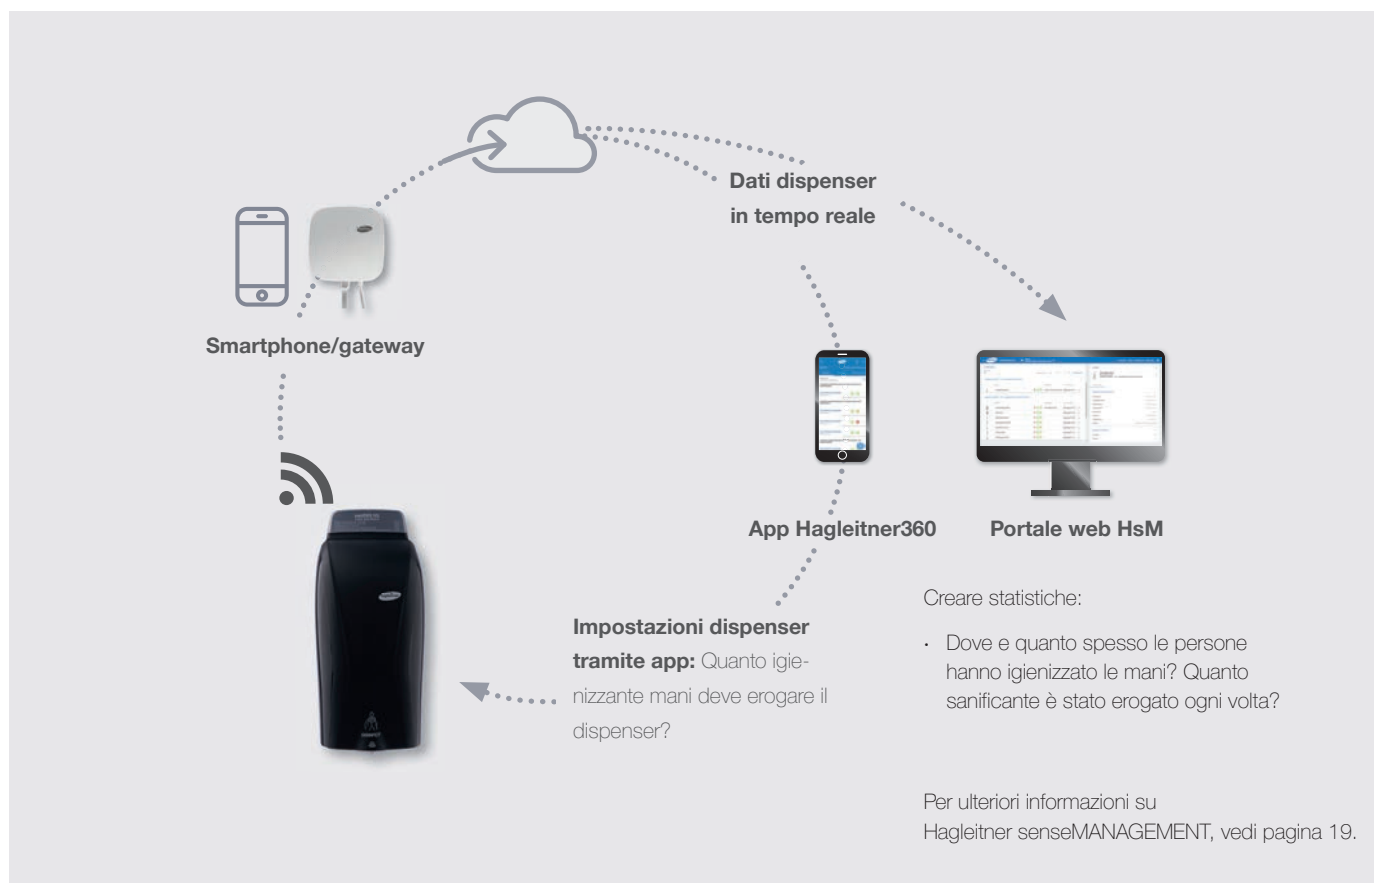 Dati dispenser
in tempo reale
Smartphone/gateway
App Hagleitner360
Portale web HsM
Impostazioni dispenser
tramite app: Quanto igie-
nizzante mani deve erogare il
dispenser?
Creare statistiche:
· Dove e quanto spesso le persone
hanno igienizzato le mani? Quanto
sanificante è stato erogato ogni volta?
Per ulteriori informazioni su
Hagleitner senseMANAGEMENT, vedi pagina 19.